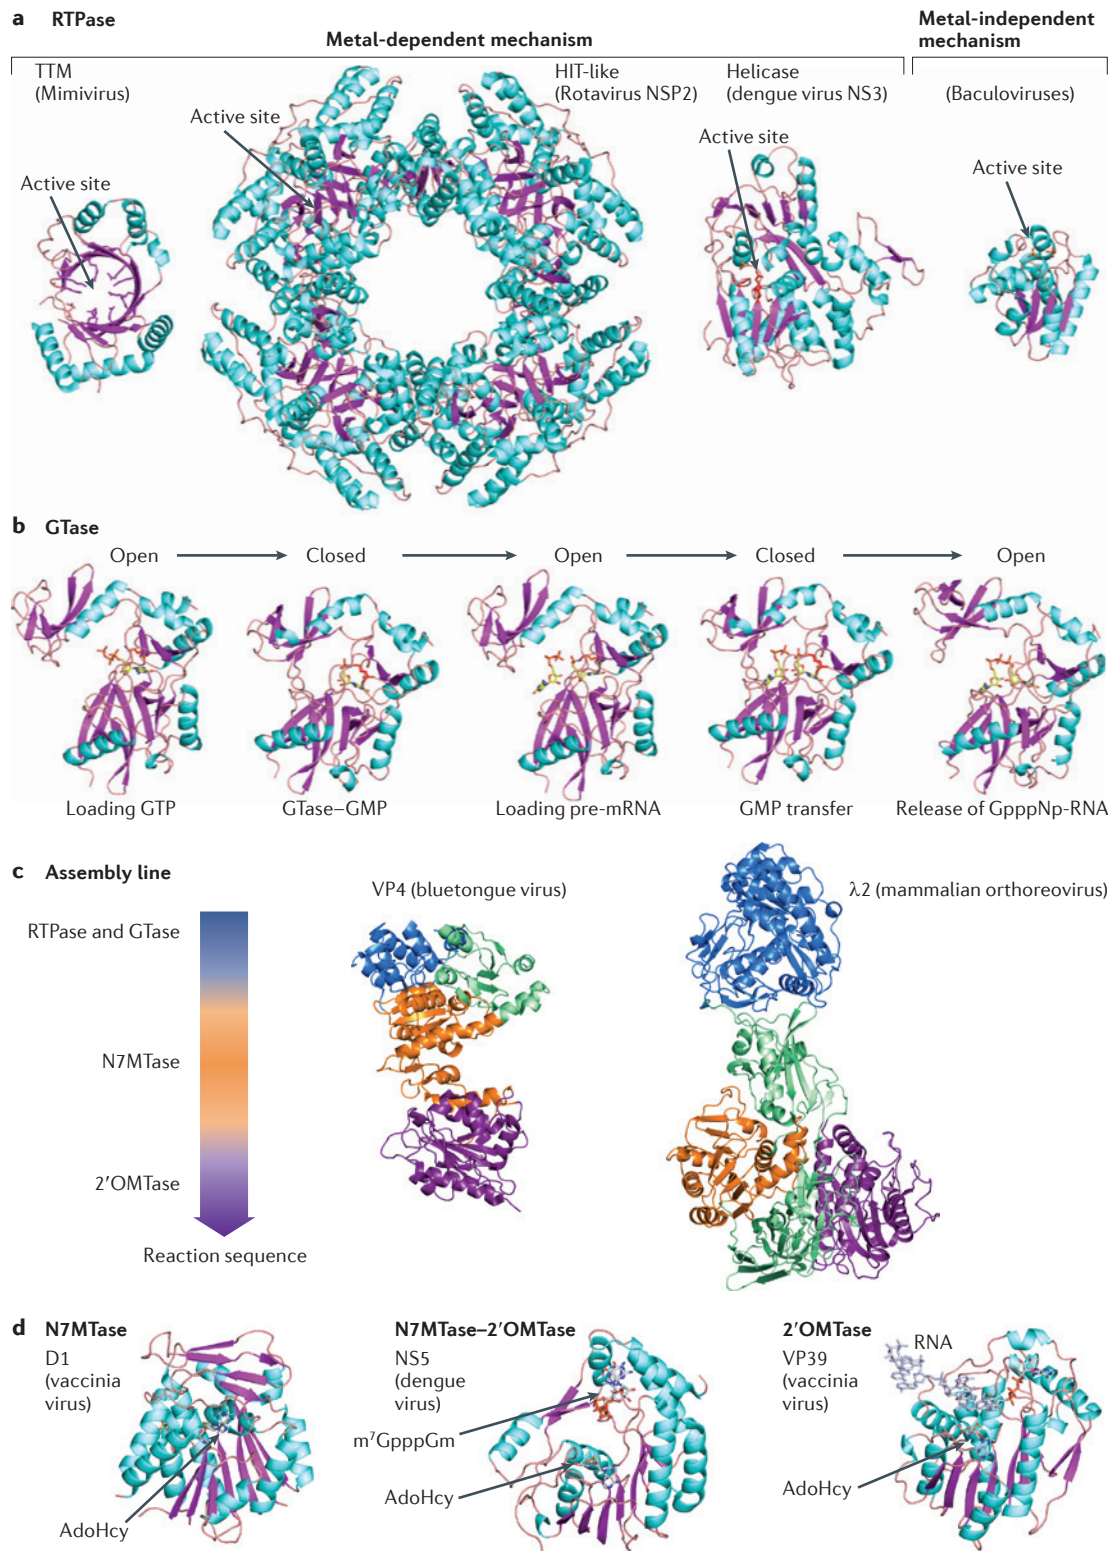 a RTPase
Metal-dependent mechanism
Metal-independent
mechanism
TTM
(Mimivirus)
HIT-like
(Rotavirus NSP2)
Helicase
(dengue virus NS3)
(Baculoviruses)
Active site
Active site
Active site
Active site
b GTase
Open
Closed
Open
Closed
Open
Loading GTP
GTase–GMP
Loading pre-mRNA
GMP transfer
Release of GpppNp-RNA
c Assembly line
VP4 (bluetongue virus)
λ2 (mammalian orthoreovirus)
RTPase and GTase
N7MTase
2′OMTase
Reaction sequence
d N7MTase
D1
(vaccinia
virus)
AdoHcy
N7MTase–2′OMTase
NS5
(dengue
virus)
m⁷GpppGm
AdoHcy
2′OMTase
VP39
(vaccinia
virus)
RNA
AdoHcy